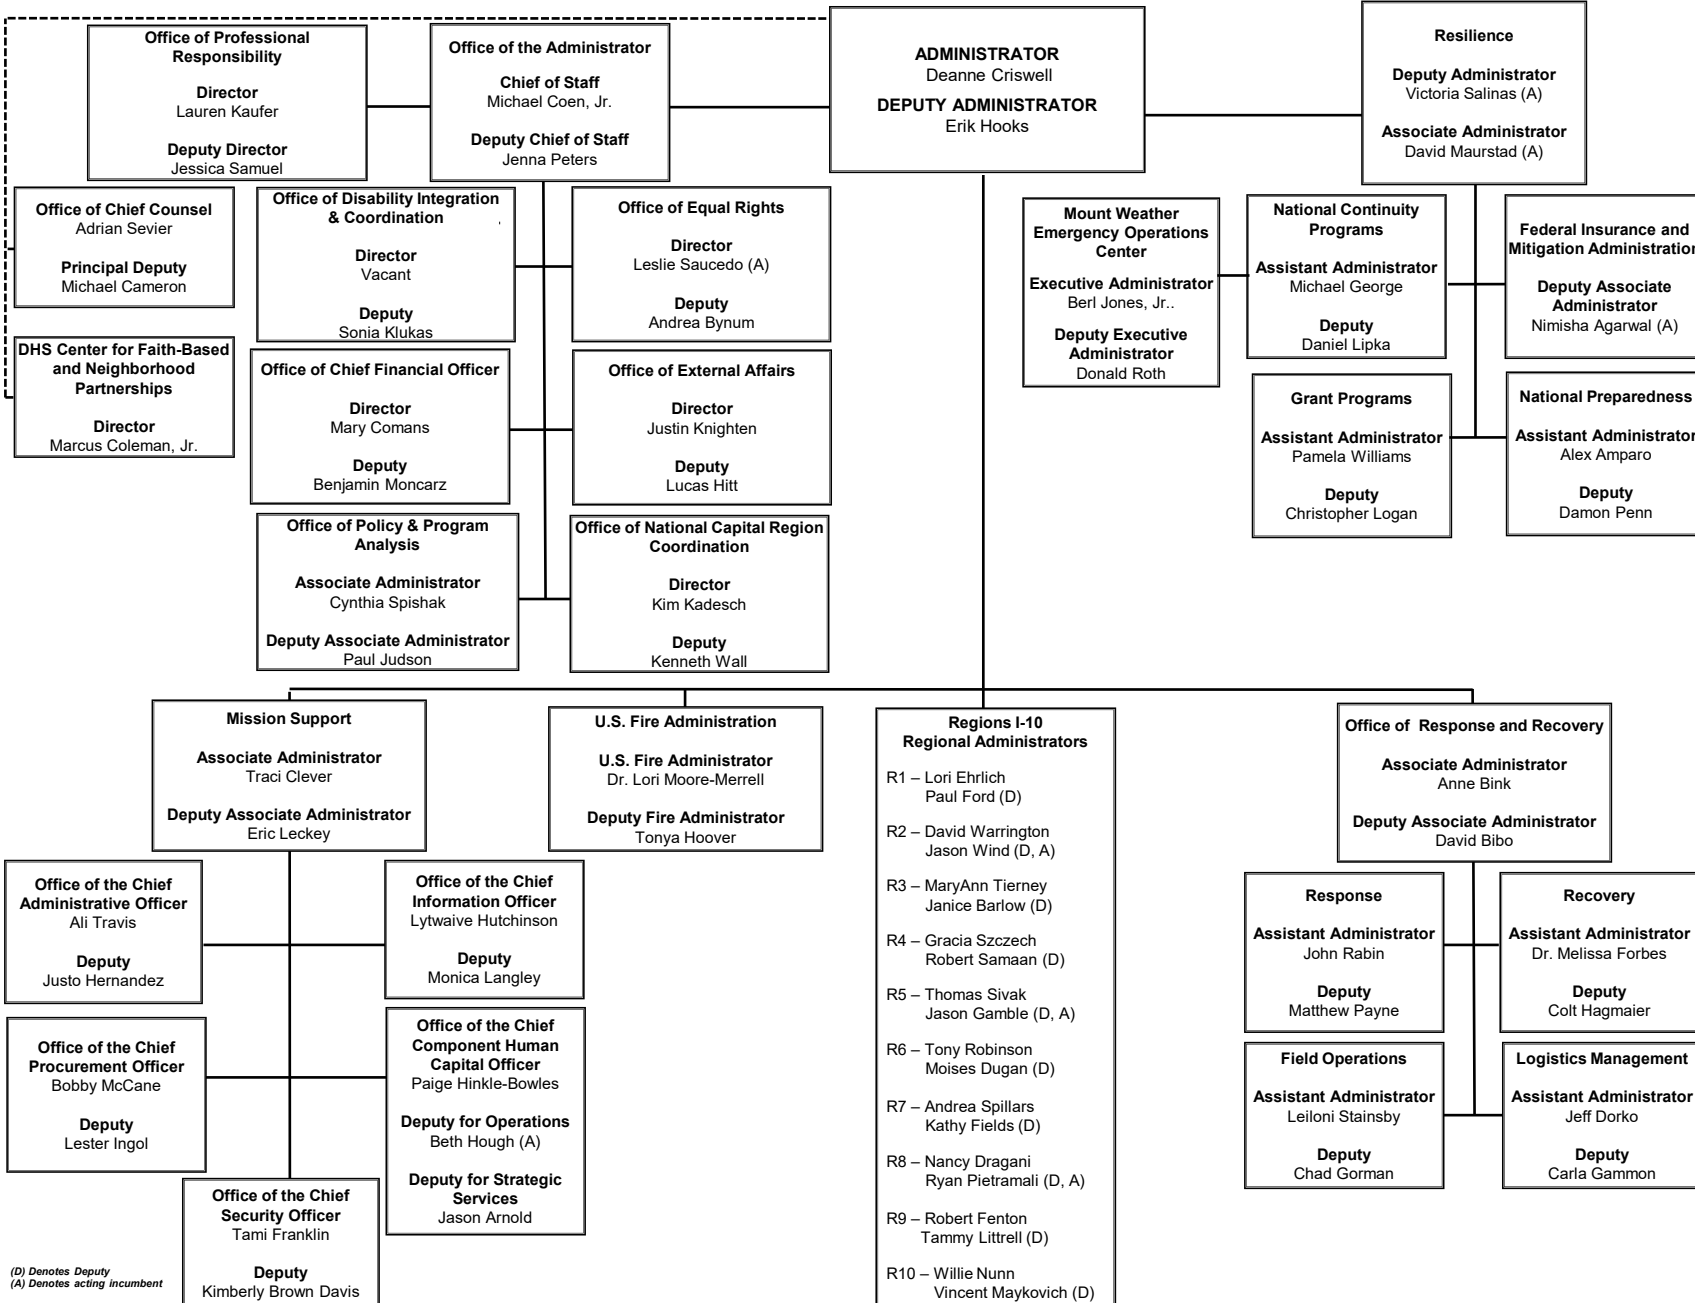 Office of Professional
Responsibility
Director
Lauren Kaufer
Deputy Director
Jessica Samuel
Office of the Administrator
Chief of Staff
Michael Coen, Jr.
Deputy Chief of Staff
Jenna Peters
ADMINISTRATOR
Deanne Criswell
DEPUTY ADMINISTRATOR
Erik Hooks
Resilience
Deputy Administrator
Victoria Salinas (A)
Associate Administrator
David Maurstad (A)
Office of Chief Counsel
Adrian Sevier
Principal Deputy
Michael Cameron
Office of Disability Integration
& Coordination
Director
Vacant
Deputy
Sonia Klukas
Office of Equal Rights
Director
Leslie Saucedo (A)
Deputy
Andrea Bynum
Mount Weather
Emergency Operations
Center
Executive Administrator
Berl Jones, Jr..
Deputy Executive
Administrator
Donald Roth
National Continuity
Programs
Assistant Administrator
Michael George
Deputy
Daniel Lipka
Federal Insurance and
Mitigation Administration
Deputy Associate
Administrator
Nimisha Agarwal (A)
DHS Center for Faith-Based
and Neighborhood
Partnerships
Director
Marcus Coleman, Jr.
Office of Chief Financial Officer
Director
Mary Comans
Deputy
Benjamin Moncarz
Office of External Affairs
Director
Justin Knighten
Deputy
Lucas Hitt
Grant Programs
Assistant Administrator
Pamela Williams
Deputy
Christopher Logan
National Preparedness
Assistant Administrator
Alex Amparo
Deputy
Damon Penn
Office of Policy & Program
Analysis
Associate Administrator
Cynthia Spishak
Deputy Associate Administrator
Paul Judson
Office of National Capital Region
Coordination
Director
Kim Kadesch
Deputy
Kenneth Wall
Mission Support
Associate Administrator
Traci Clever
Deputy Associate Administrator
Eric Leckey
U.S. Fire Administration
U.S. Fire Administrator
Dr. Lori Moore-Merrell
Deputy Fire Administrator
Tonya Hoover
Regions I-10
Regional Administrators
R1 – Lori Ehrlich
Paul Ford (D)
R2 – David Warrington
Jason Wind (D, A)
R3 – MaryAnn Tierney
Janice Barlow (D)
R4 – Gracia Szczech
Robert Samaan (D)
R5 – Thomas Sivak
Jason Gamble (D, A)
R6 – Tony Robinson
Moises Dugan (D)
R7 – Andrea Spillars
Kathy Fields (D)
R8 – Nancy Dragani
Ryan Pietramali (D, A)
R9 – Robert Fenton
Tammy Littrell (D)
R10 – Willie Nunn
Vincent Maykovich (D)
Office of  Response and Recovery
Associate Administrator
Anne Bink
Deputy Associate Administrator
David Bibo
Office of the Chief
Administrative Officer
Ali Travis
Deputy
Justo Hernandez
Office of the Chief
Information Officer
Lytwaive Hutchinson
Deputy
Monica Langley
Response
Assistant Administrator
John Rabin
Deputy
Matthew Payne
Recovery
Assistant Administrator
Dr. Melissa Forbes
Deputy
Colt Hagmaier
Office of the Chief
Procurement Officer
Bobby McCane
Deputy
Lester Ingol
Office of the Chief
Component Human
Capital Officer
Paige Hinkle-Bowles
Deputy for Operations
Beth Hough (A)
Deputy for Strategic
Services
Jason Arnold
Field Operations
Assistant Administrator
Leiloni Stainsby
Deputy
Chad Gorman
Logistics Management
Assistant Administrator
Jeff Dorko
Deputy
Carla Gammon
Office of the Chief
Security Officer
Tami Franklin
Deputy
Kimberly Brown Davis
(D) Denotes Deputy
(A) Denotes acting incumbent